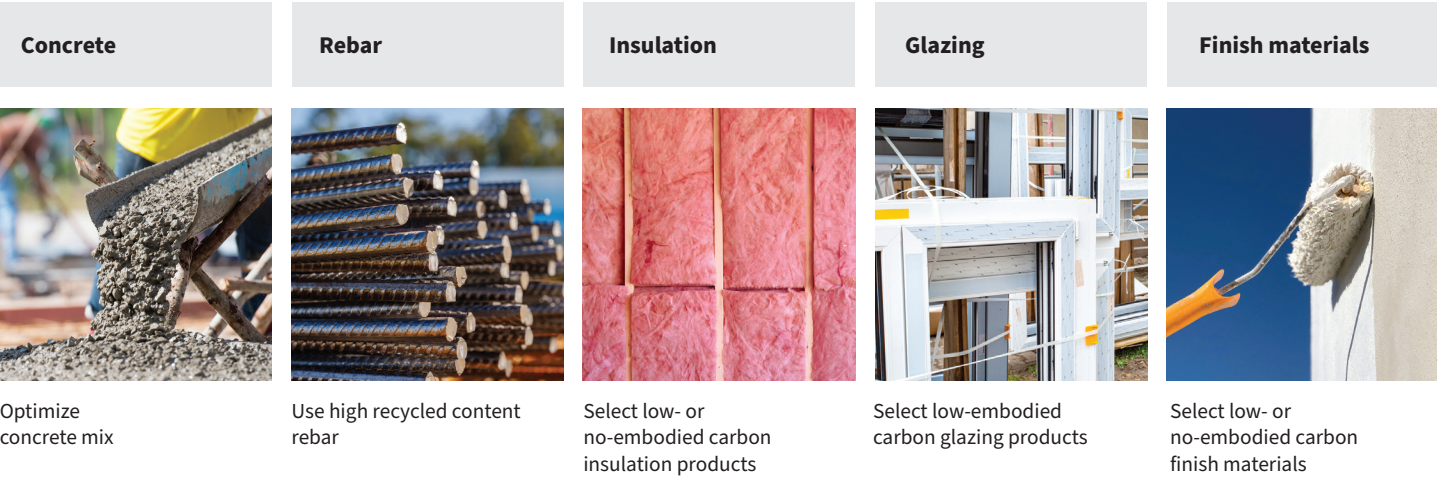 Concrete
Rebar
Insulation
Glazing
Finish materials
Optimize
concrete mix
Use high recycled content
rebar
Select low- or
no-embodied carbon
insulation products
Select low-embodied
carbon glazing products
Select low- or
no-embodied carbon
finish materials